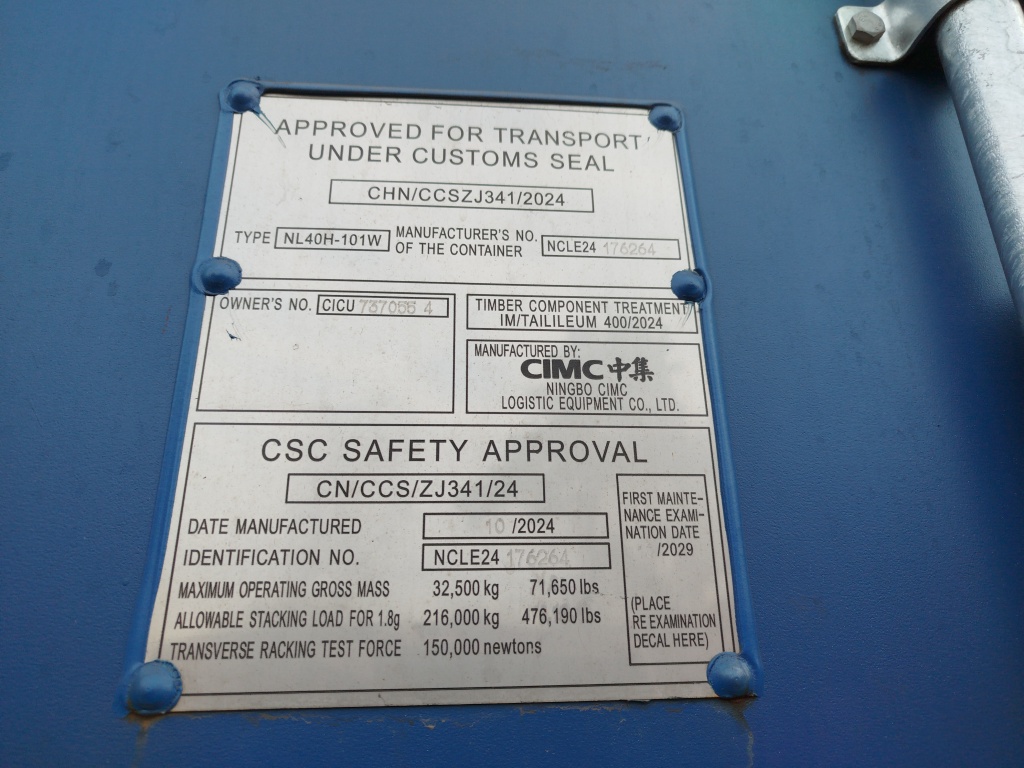 APPROVED FOR TRANSPORT
UNDER CUSTOMS SEAL
CHN/CCSZJ341/2024
TYPE NL40H-101W MANUFACTURER'S NO. OF THE CONTAINER NCLE24 176264
OWNER'S NO. CICU 737055 4
TIMBER COMPONENT TREATMENT
IM/TAILILEUM 400/2024
MANUFACTURED BY:
CIMC中集
NINGBO CIMC
LOGISTIC EQUIPMENT CO., LTD.
CSC SAFETY APPROVAL
CN/CCS/ZJ341/24
DATE MANUFACTURED 10 /2024
IDENTIFICATION NO. NCLE24 176264
MAXIMUM OPERATING GROSS MASS 32,500 kg 71,650 lbs
ALLOWABLE STACKING LOAD FOR 1.8g 216,000 kg 476,190 lbs
TRANSVERSE RACKING TEST FORCE 150,000 newtons
FIRST MAINTE-
NANCE EXAMI-
NATION DATE
/2029
(PLACE
RE EXAMINATION
DECAL HERE)